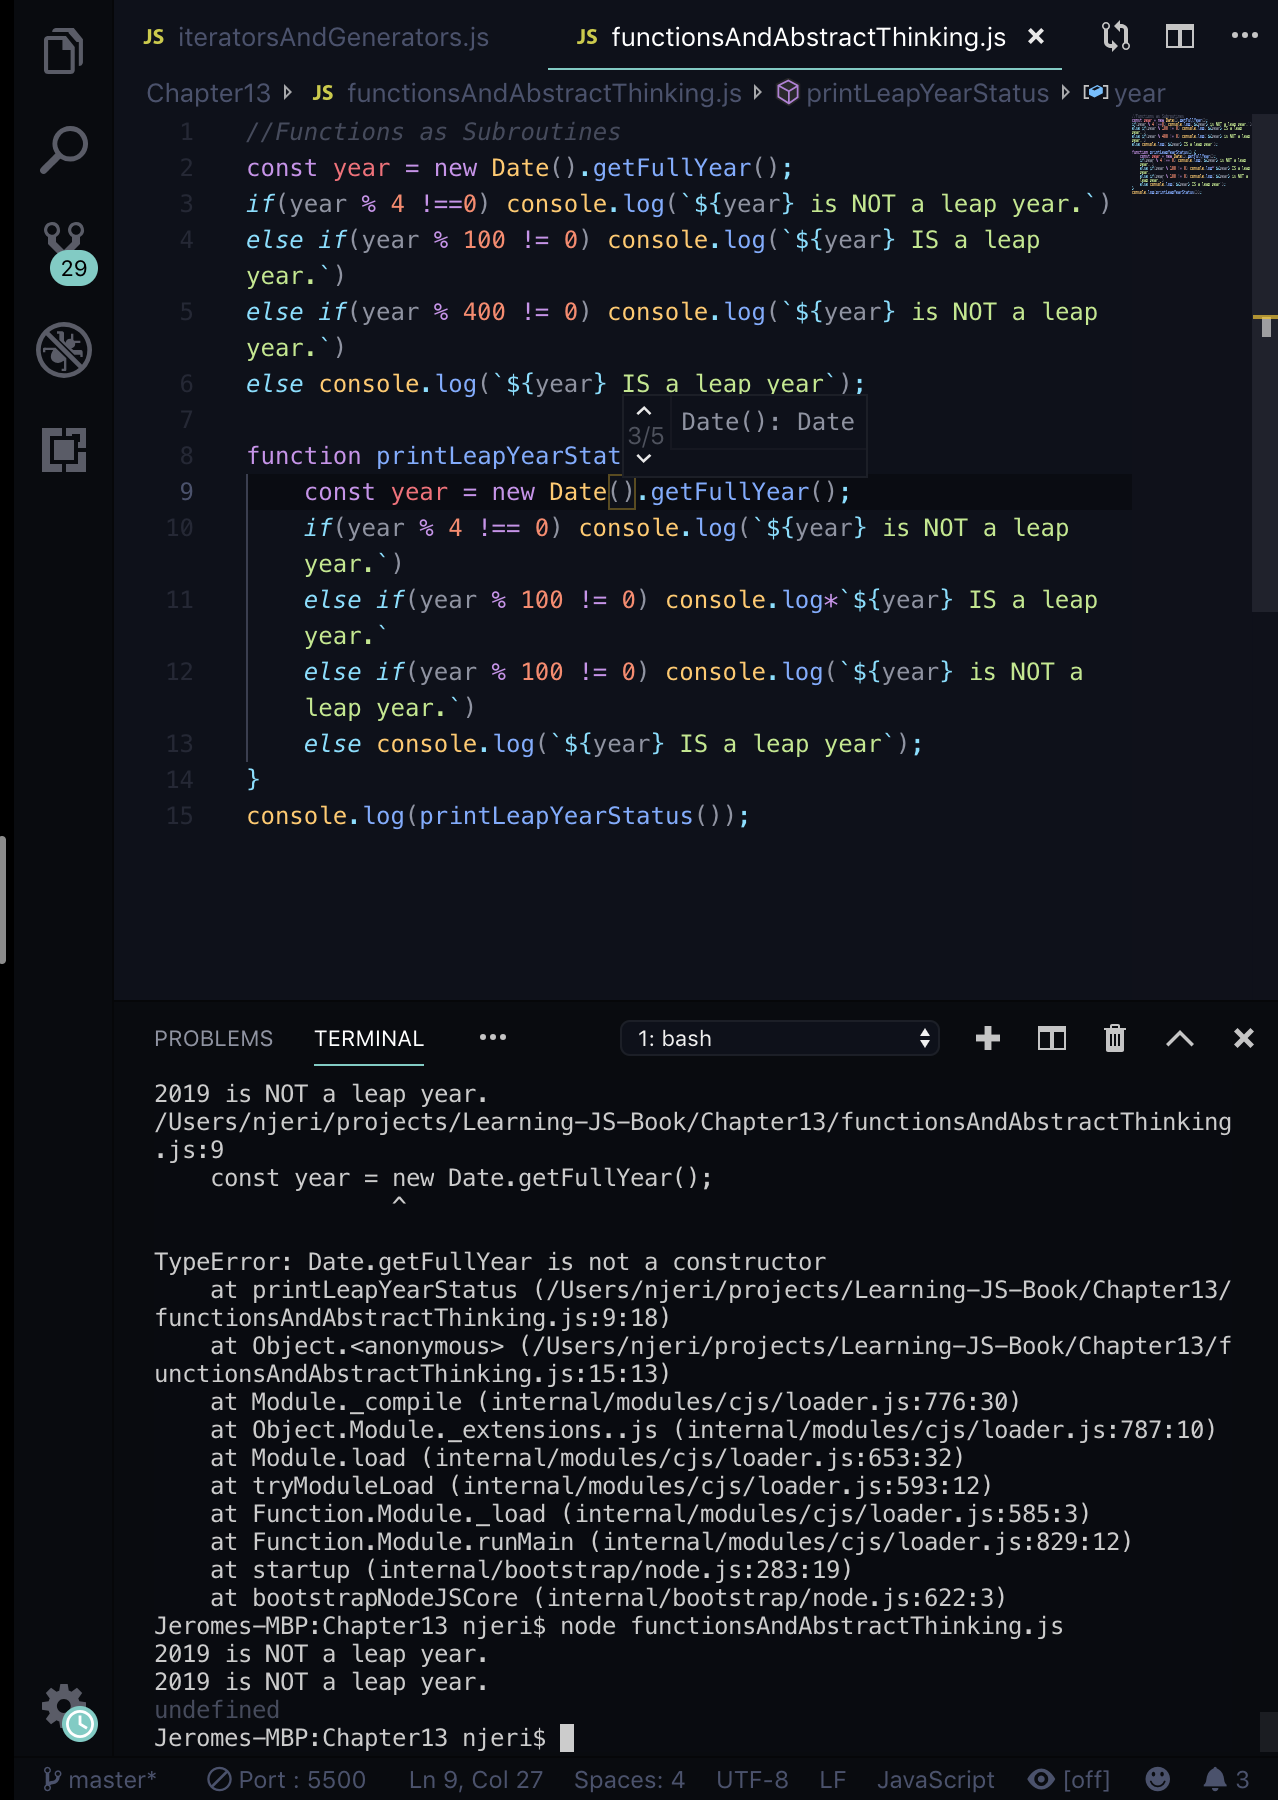 JS iteratorsAndGenerators.js JS functionsAndAbstractThinking.js
Chapter13 JS functionsAndAbstractThinking.js printLeapYearStatus year
1 //Functions as Subroutines
2 const year = new Date().getFullYear();
3 if(year % 4 !==0) console.log(`${year} is NOT a leap year.`)
4 else if(year % 100 != 0) console.log(`${year} IS a leap
year.`)
5 else if(year % 400 != 0) console.log(`${year} is NOT a leap
year.`)
6 else console.log(`${year} IS a leap year`);
7
3/5 Date(): Date
8 function printLeapYearStat
9 const year = new Date().getFullYear();
10 if(year % 4 !== 0) console.log(`${year} is NOT a leap
year.`)
11 else if(year % 100 != 0) console.log*`${year} IS a leap
year.`
12 else if(year % 100 != 0) console.log(`${year} is NOT a
leap year.`)
13 else console.log(`${year} IS a leap year`);
14 }
15 console.log(printLeapYearStatus());
29
PROBLEMS TERMINAL ••• 1: bash
2019 is NOT a leap year.
/Users/njeri/projects/Learning-JS-Book/Chapter13/functionsAndAbstractThinking
.js:9
const year = new Date.getFullYear();
^
TypeError: Date.getFullYear is not a constructor
at printLeapYearStatus (/Users/njeri/projects/Learning-JS-Book/Chapter13/
functionsAndAbstractThinking.js:9:18)
at Object.<anonymous> (/Users/njeri/projects/Learning-JS-Book/Chapter13/f
unctionsAndAbstractThinking.js:15:13)
at Module._compile (internal/modules/cjs/loader.js:776:30)
at Object.Module._extensions..js (internal/modules/cjs/loader.js:787:10)
at Module.load (internal/modules/cjs/loader.js:653:32)
at tryModuleLoad (internal/modules/cjs/loader.js:593:12)
at Function.Module._load (internal/modules/cjs/loader.js:585:3)
at Function.Module.runMain (internal/modules/cjs/loader.js:829:12)
at startup (internal/bootstrap/node.js:283:19)
at bootstrapNodeJSCore (internal/bootstrap/node.js:622:3)
Jeromes-MBP:Chapter13 njeri$ node functionsAndAbstractThinking.js
2019 is NOT a leap year.
2019 is NOT a leap year.
undefined
Jeromes-MBP:Chapter13 njeri$
master* Port : 5500 Ln 9, Col 27 Spaces: 4 UTF-8 LF JavaScript [off] 3